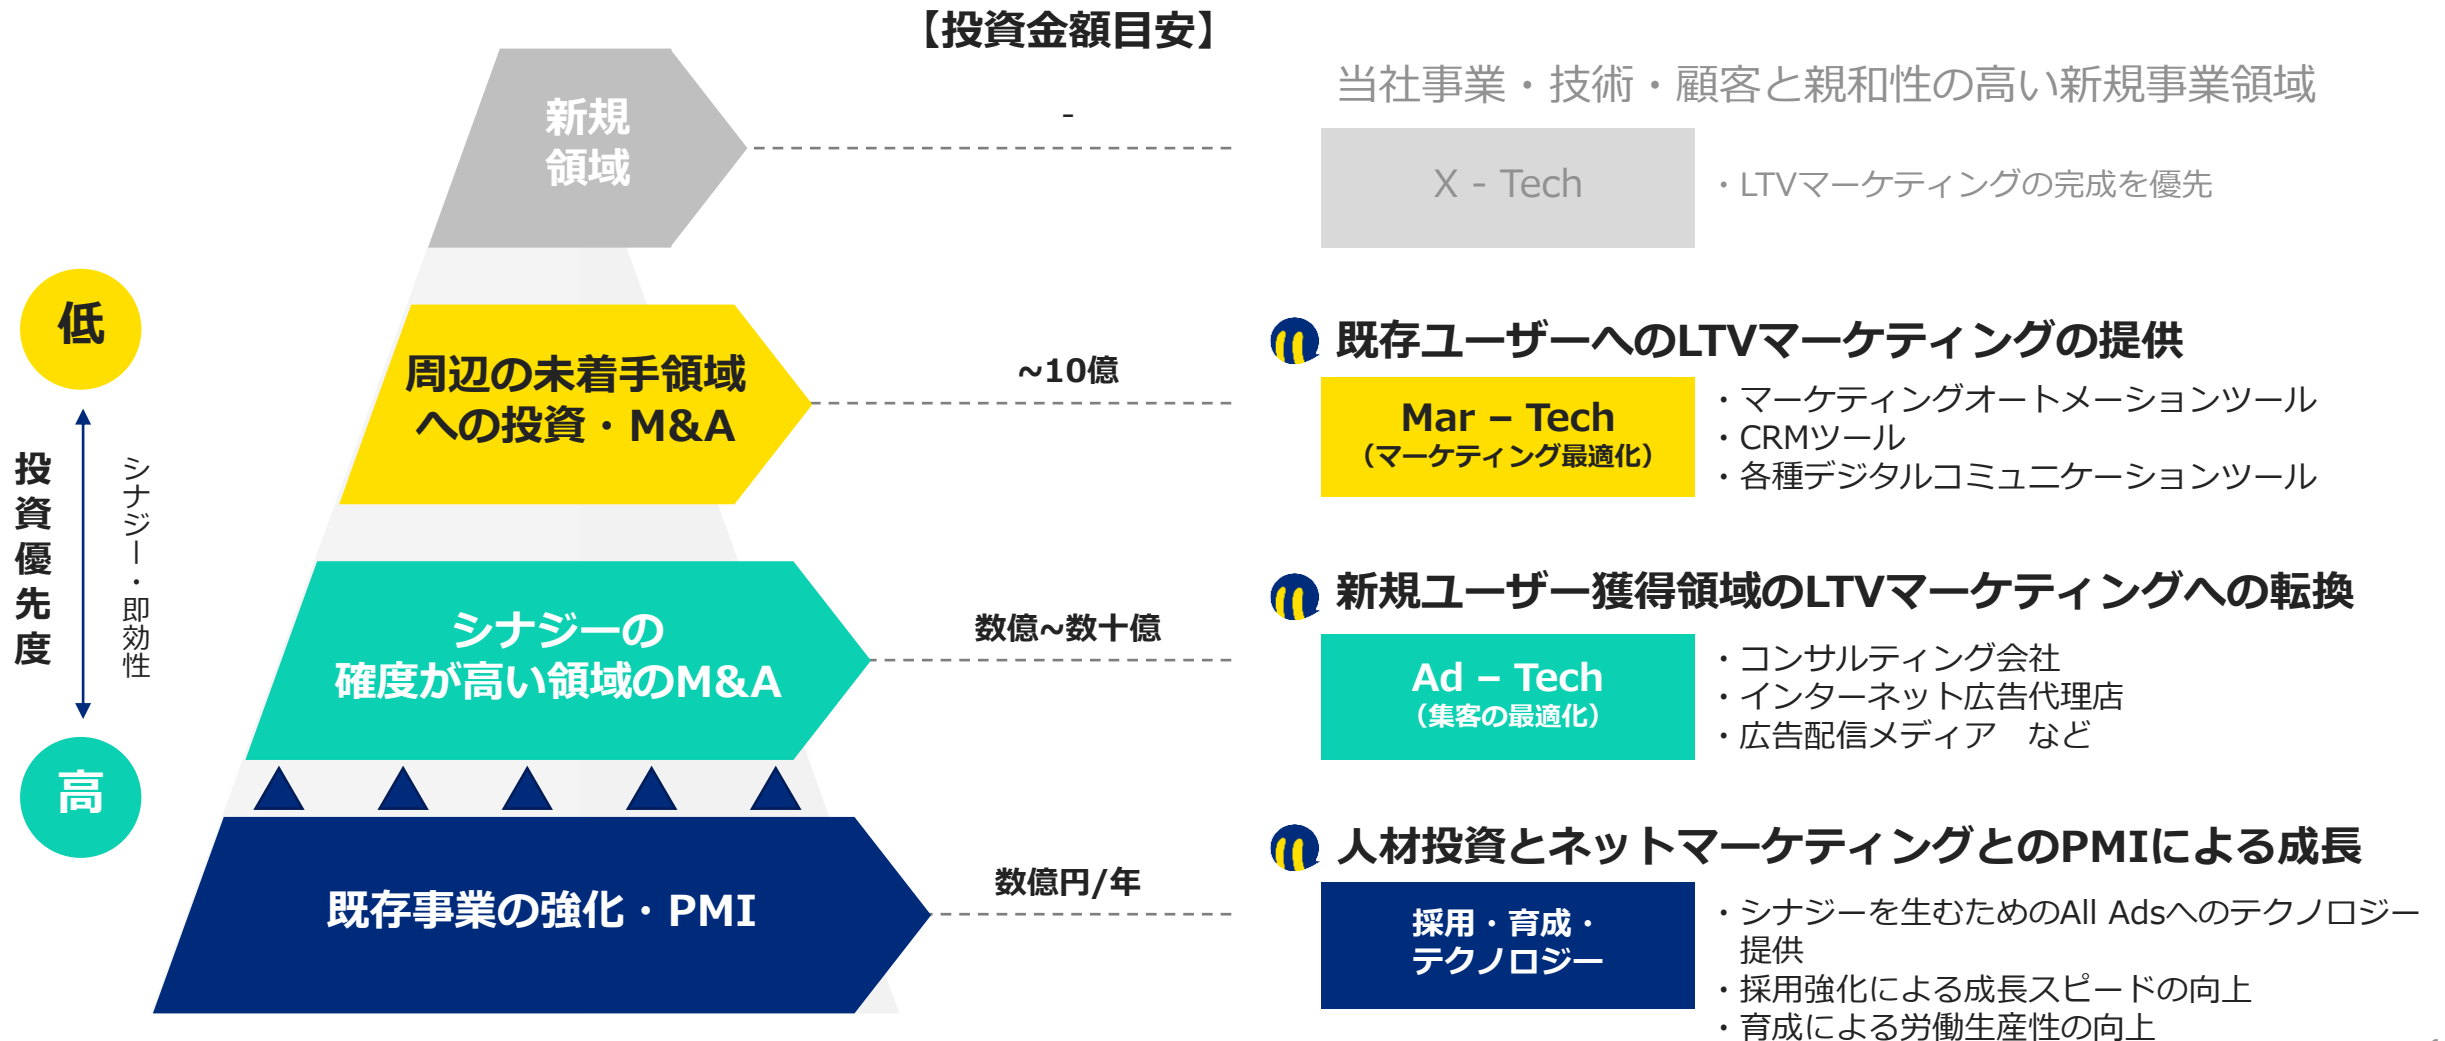 【投資金額目安】
新規
領域
-
当社事業・技術・顧客と親和性の高い新規事業領域
X - Tech
・LTVマーケティングの完成を優先
低
投資優先度
シナジー・即効性
高
周辺の未着手領域
への投資・M&A
~10億
既存ユーザーへのLTVマーケティングの提供
Mar – Tech
（マーケティング最適化）
・マーケティングオートメーションツール
・CRMツール
・各種デジタルコミュニケーションツール
シナジーの
確度が高い領域のM&A
数億~数十億
新規ユーザー獲得領域のLTVマーケティングへの転換
Ad – Tech
（集客の最適化）
・コンサルティング会社
・インターネット広告代理店
・広告配信メディア　など
既存事業の強化・PMI
数億円/年
人材投資とネットマーケティングとのPMIによる成長
採用・育成・
テクノロジー
・シナジーを生むためのAll Adsへのテクノロジー
提供
・採用強化による成長スピードの向上
・育成による労働生産性の向上